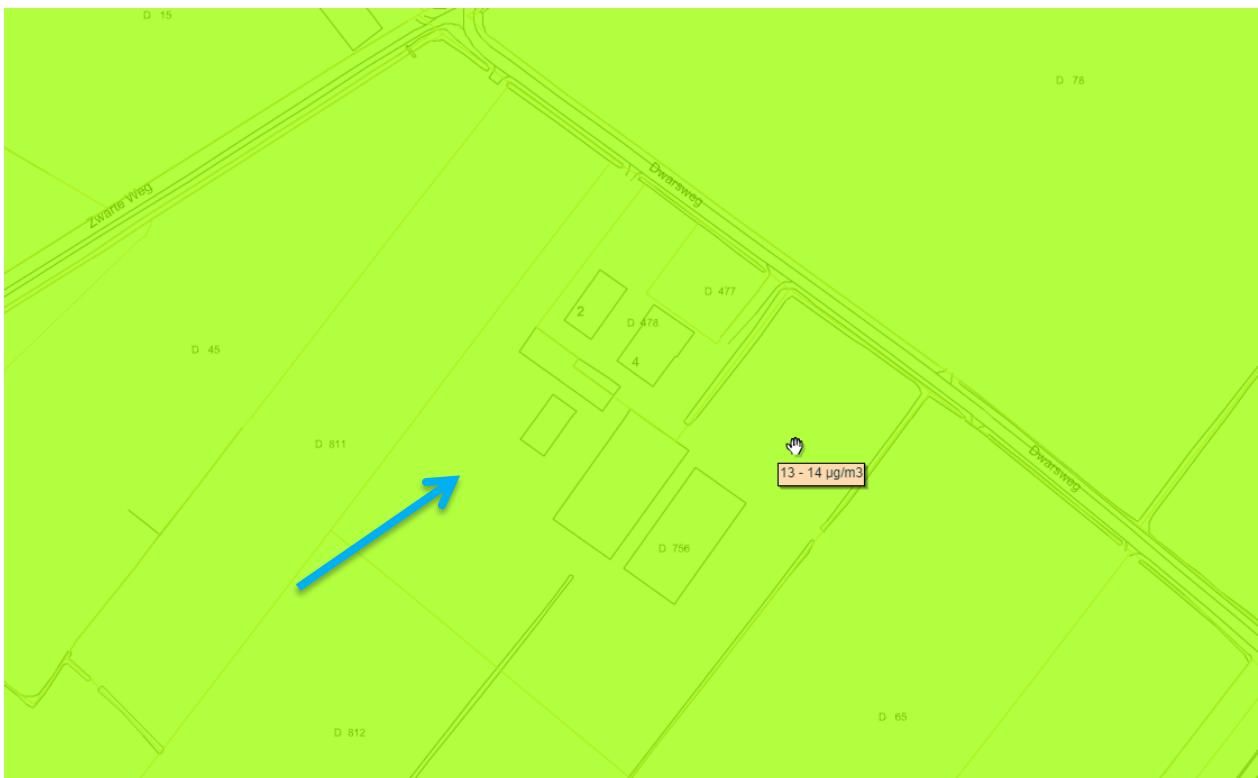 D 15
D 78
Zwarte Weg
Dwarsweg
D 477
2
D 478
D 45
4
D 811
13 - 14 µg/m3
Dwarsweg
D 756
D 65
D 812